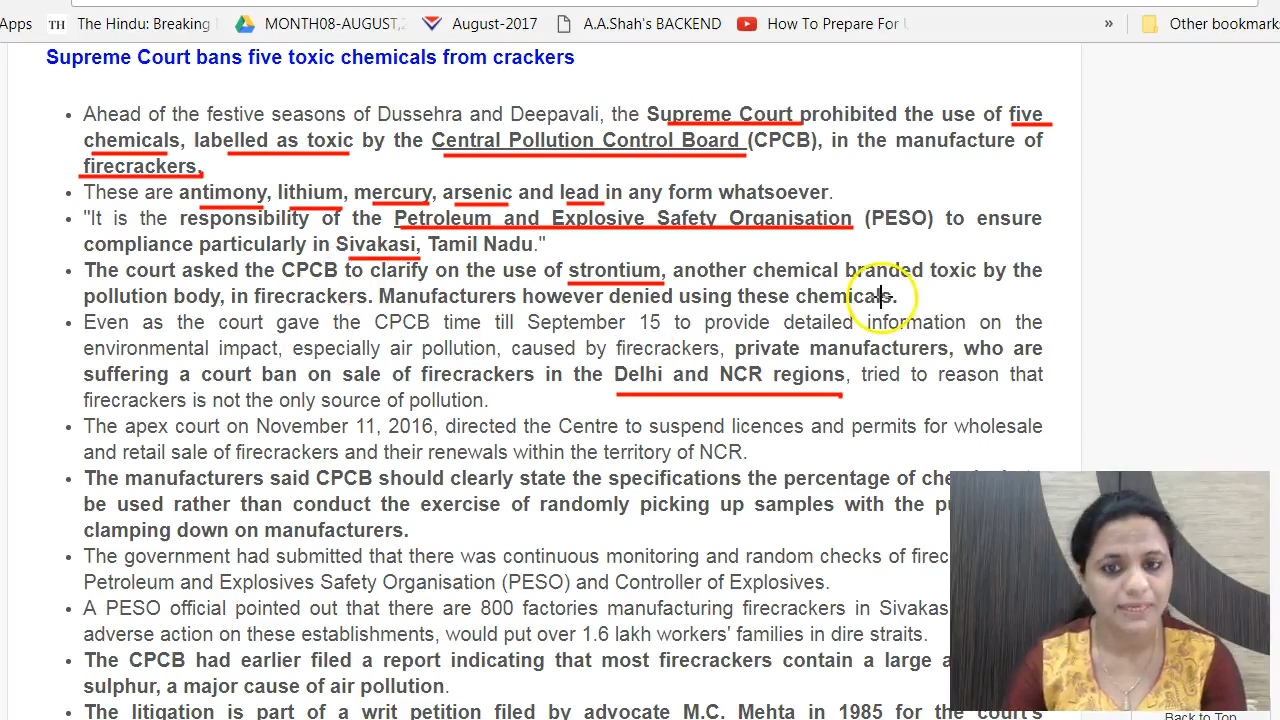 Apps TH The Hindu: Breaking MONTH08-AUGUST, August-2017 A.A.Shah's BACKEND How To Prepare For » Other bookmark
Supreme Court bans five toxic chemicals from crackers
• Ahead of the festive seasons of Dussehra and Deepavali, the Supreme Court prohibited the use of five
chemicals, labelled as toxic by the Central Pollution Control Board (CPCB), in the manufacture of
firecrackers.
• These are antimony, lithium, mercury, arsenic and lead in any form whatsoever.
• "It is the responsibility of the Petroleum and Explosive Safety Organisation (PESO) to ensure
compliance particularly in Sivakasi, Tamil Nadu."
• The court asked the CPCB to clarify on the use of strontium, another chemical branded toxic by the
pollution body, in firecrackers. Manufacturers however denied using these chemicals.
• Even as the court gave the CPCB time till September 15 to provide detailed information on the
environmental impact, especially air pollution, caused by firecrackers, private manufacturers, who are
suffering a court ban on sale of firecrackers in the Delhi and NCR regions, tried to reason that
firecrackers is not the only source of pollution.
• The apex court on November 11, 2016, directed the Centre to suspend licences and permits for wholesale
and retail sale of firecrackers and their renewals within the territory of NCR.
• The manufacturers said CPCB should clearly state the specifications the percentage of
be used rather than conduct the exercise of randomly picking up samples with the
clamping down on manufacturers.
• The government had submitted that there was continuous monitoring and random checks of
Petroleum and Explosives Safety Organisation (PESO) and Controller of Explosives.
• A PESO official pointed out that there are 800 factories manufacturing firecrackers in
adverse action on these establishments, would put over 1.6 lakh workers' families in dire straits.
• The CPCB had earlier filed a report indicating that most firecrackers contain a large
sulphur, a major cause of air pollution.
• The litigation is part of a writ petition filed by advocate M.C. Mehta in 1985 for the court's
Back to Top